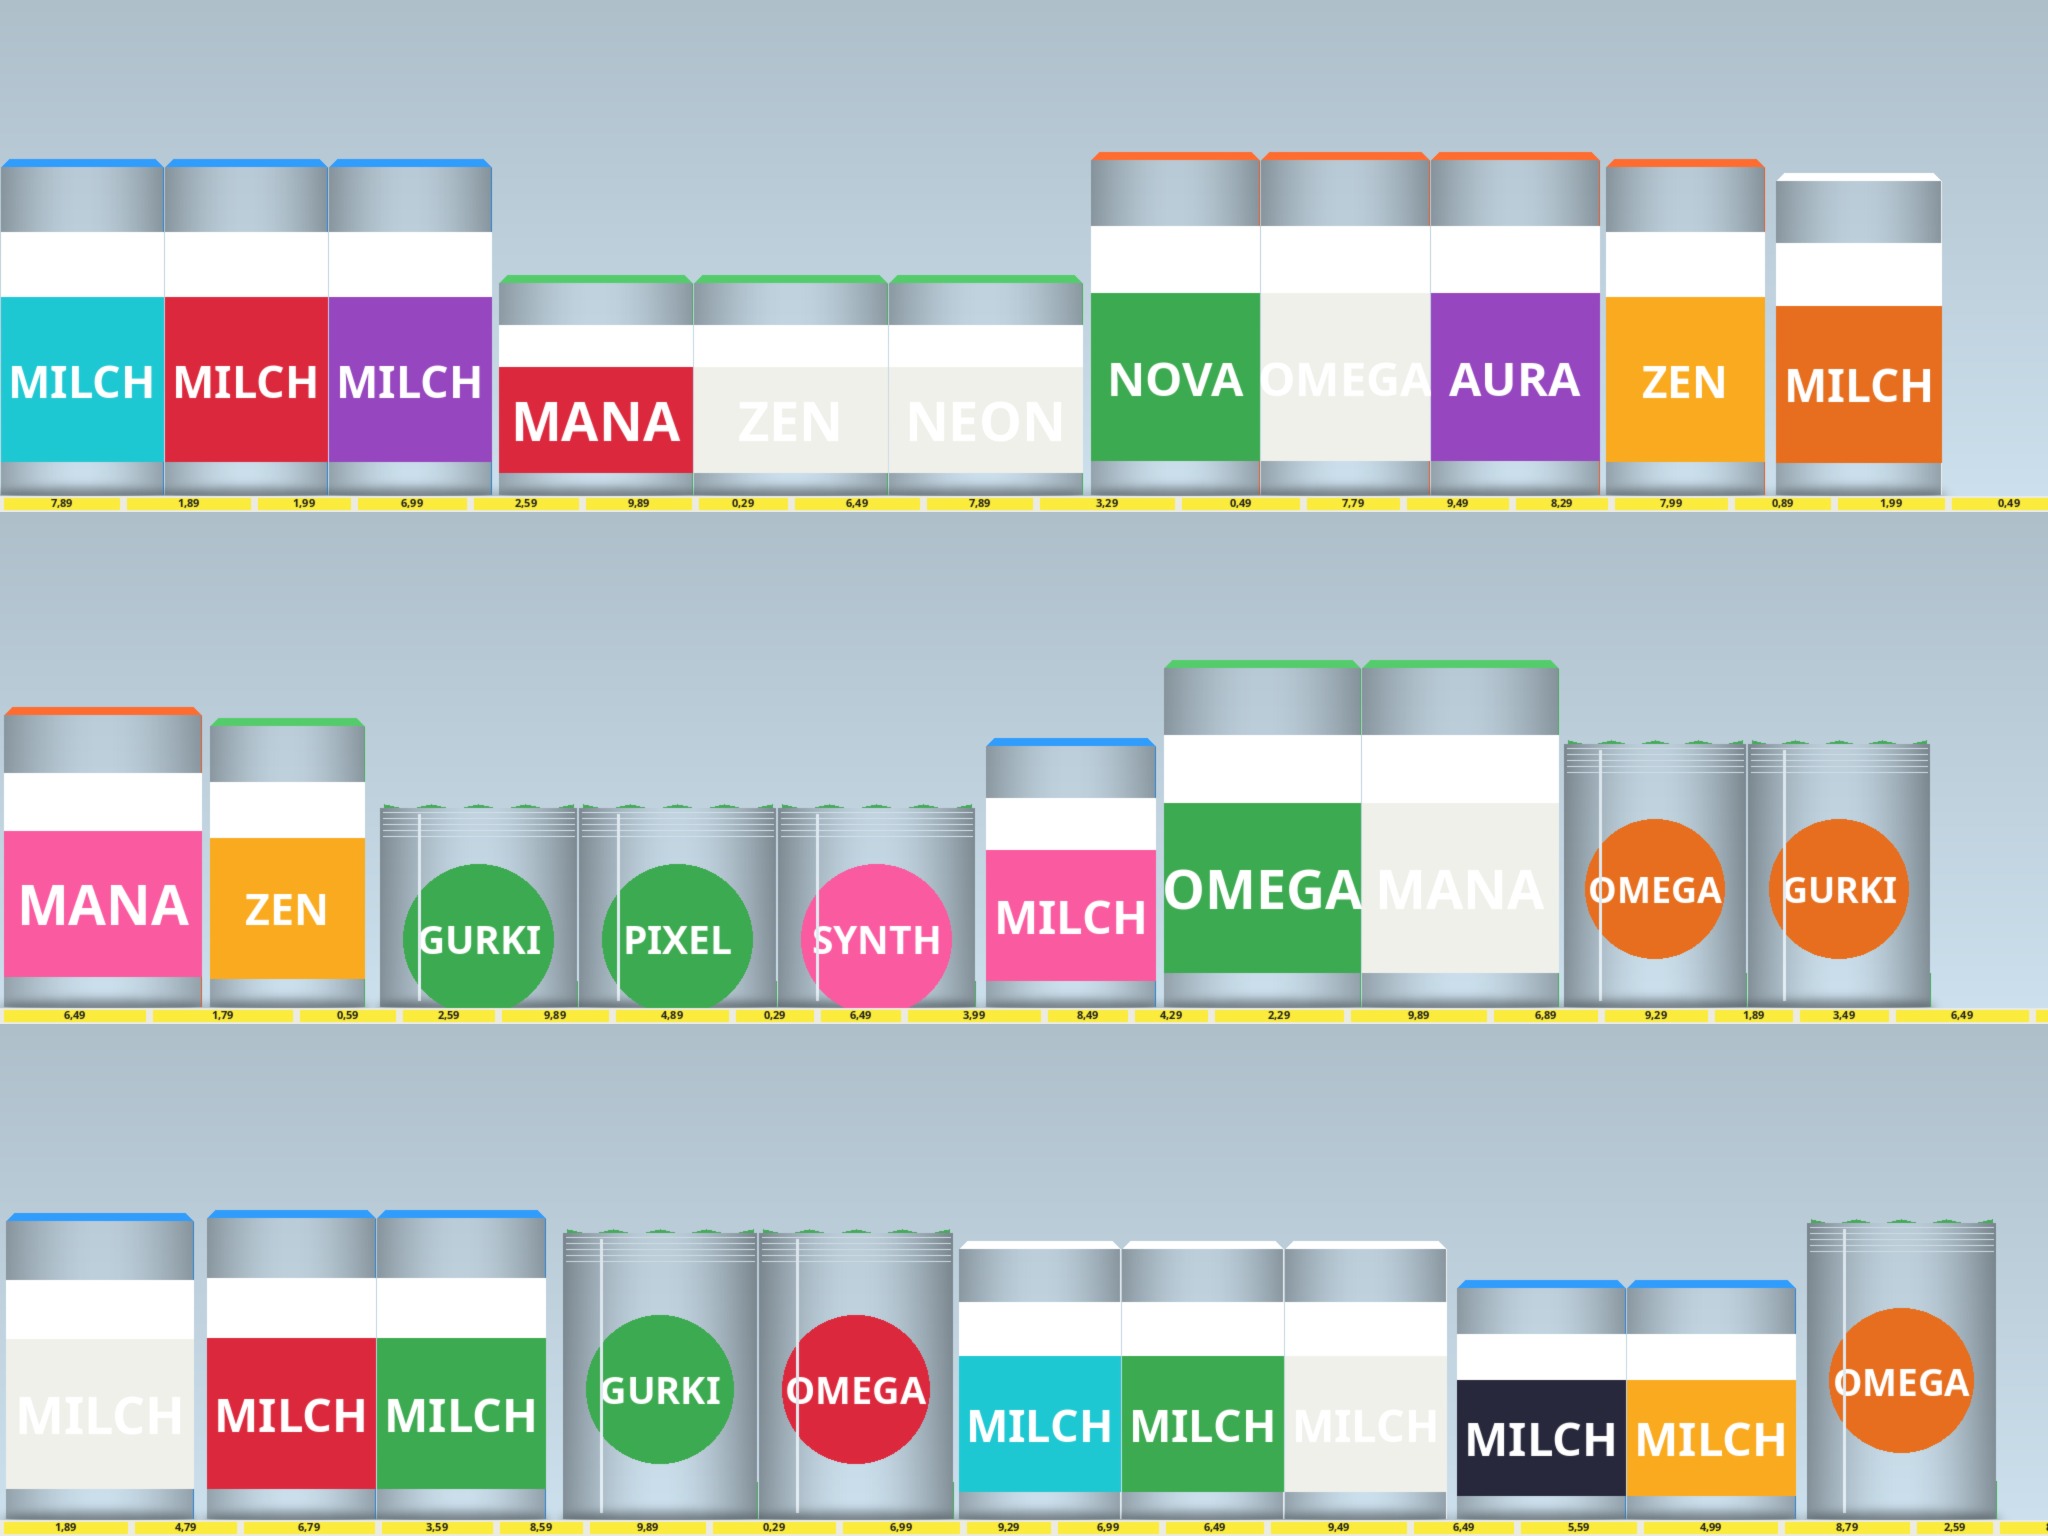 MILCH MILCH MILCH MANA ZEN NEON NOVA OMEGA AURA ZEN MILCH
7,89 1,89 1,99 6,99 2,59 9,89 0,29 6,49 7,89 3,29 0,49 7,79 9,49 8,29 7,99 0,89 1,99 0,49
MANA ZEN GURKI PIXEL SYNTH MILCH OMEGA MANA OMEGA GURKI
6,49 1,79 0,59 2,59 9,89 4,89 0,29 6,49 3,99 8,49 4,29 2,29 9,89 6,89 9,29 1,89 3,49 6,49
MILCH MILCH MILCH GURKI OMEGA MILCH MILCH MILCH MILCH MILCH OMEGA
1,89 4,79 6,79 3,59 8,59 9,89 0,29 6,99 9,29 6,99 6,49 9,49 6,49 5,59 4,99 8,79 2,59